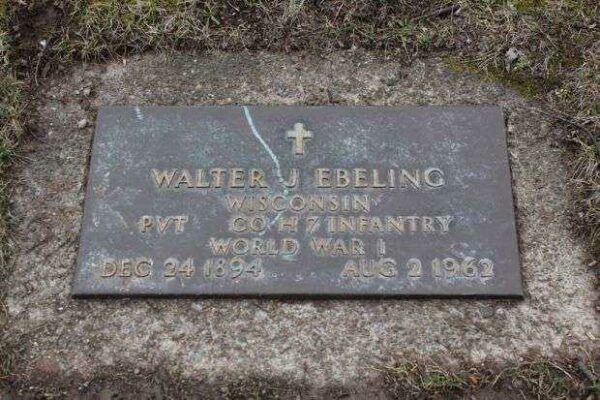 WALTER J EBELING
WISCONSIN
PVT CO H 7 INFANTRY
WORLD WAR I
DEC 24 1894 AUG 2 1962